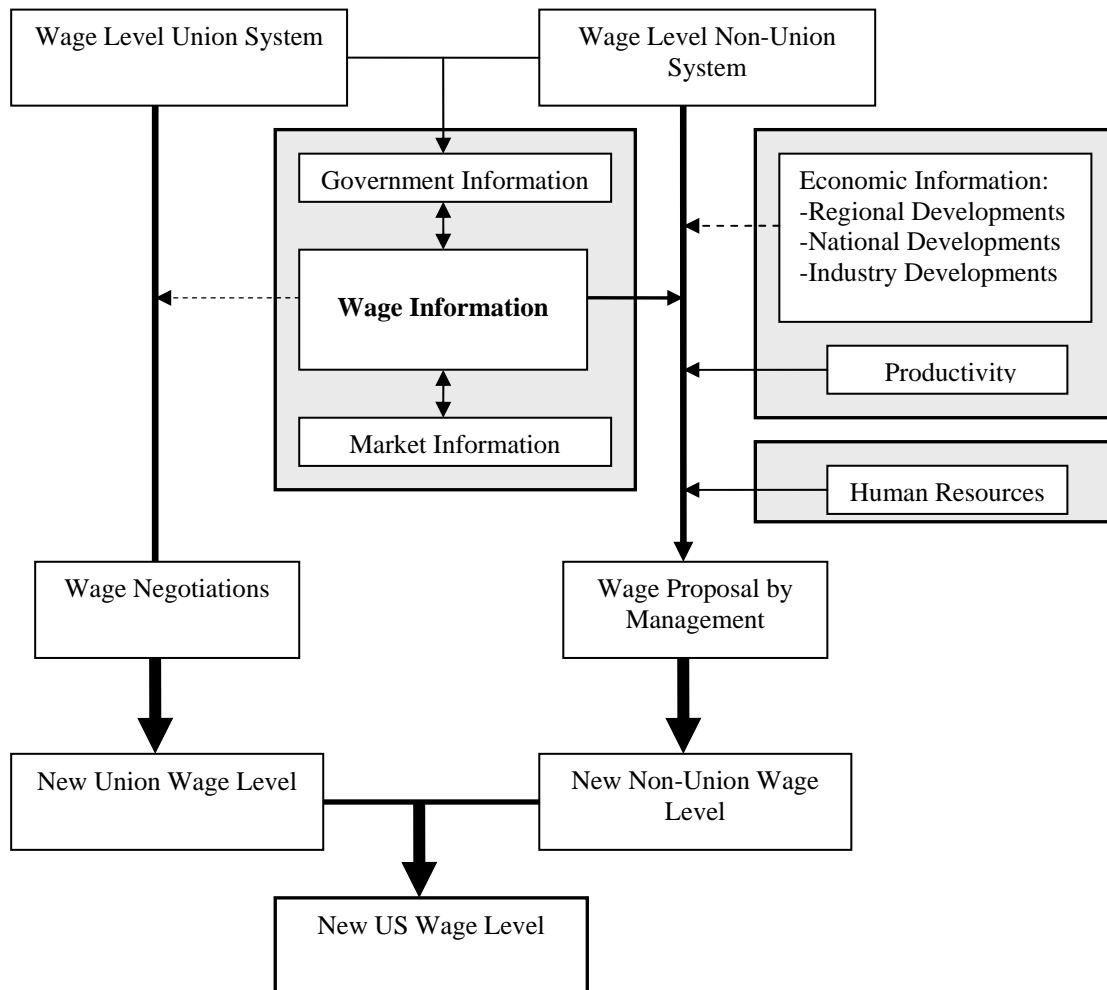 Wage Level Union System
Wage Level Non-Union
System
Government Information
Economic Information:
-Regional Developments
-National Developments
-Industry Developments
Wage Information
Productivity
Market Information
Human Resources
Wage Negotiations
Wage Proposal by
Management
New Union Wage Level
New Non-Union Wage
Level
New US Wage Level